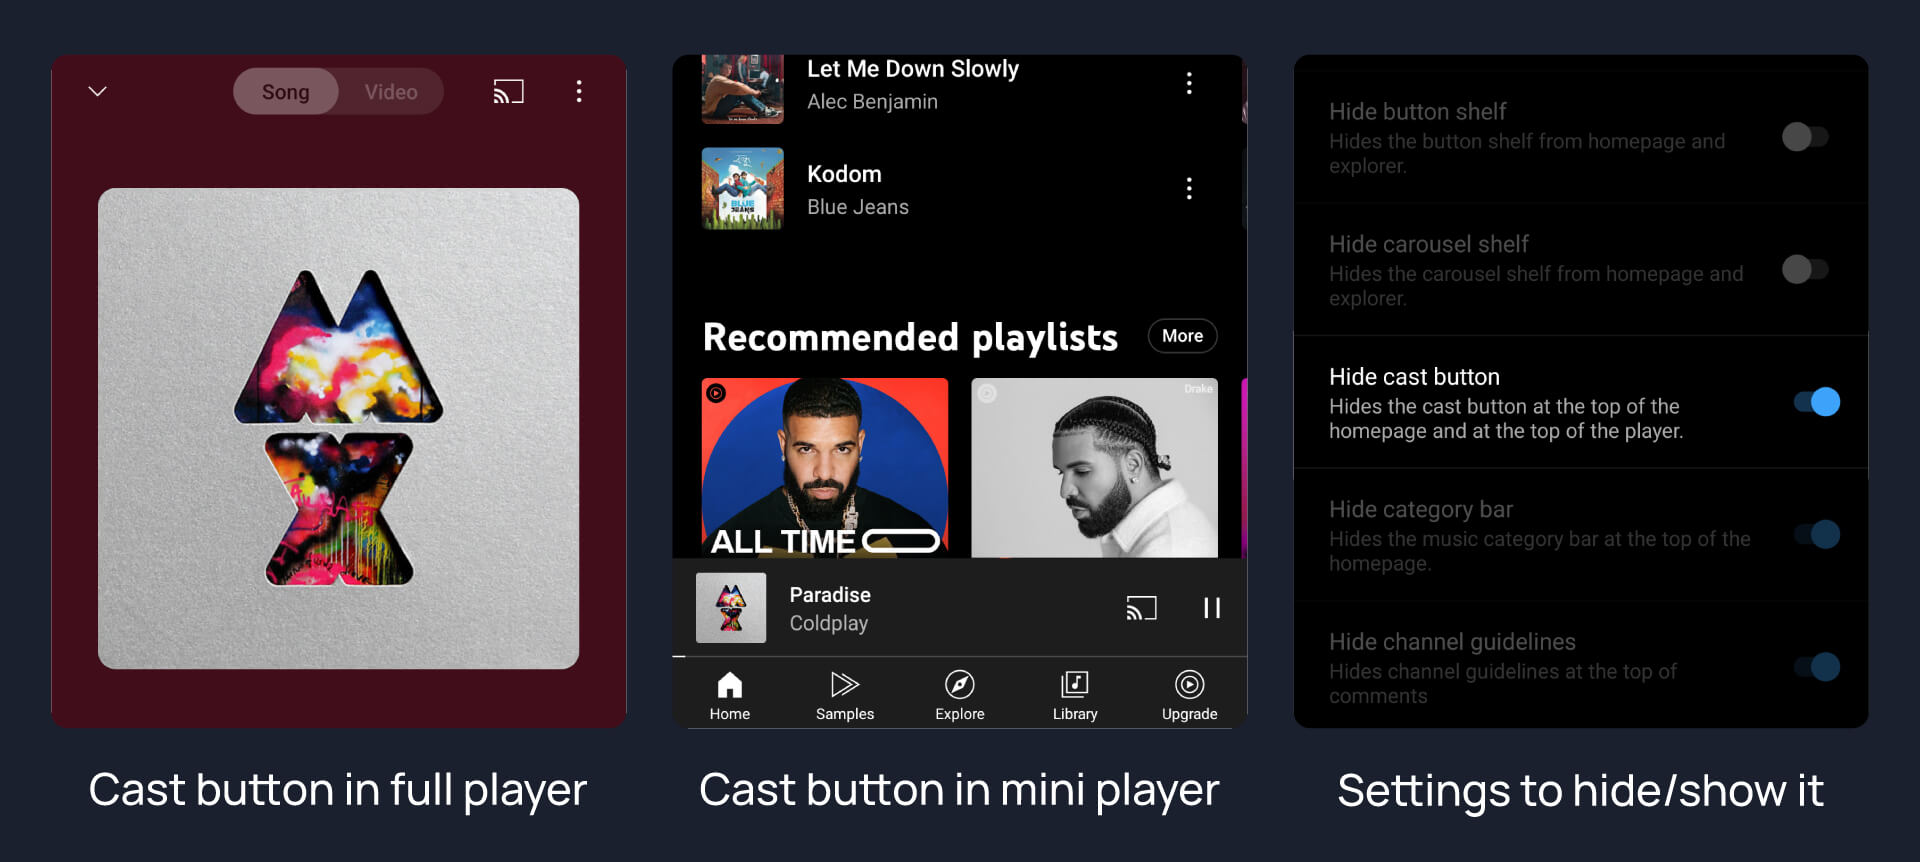 Song
Video
Let Me Down Slowly
Alec Benjamin
Kodom
Blue Jeans
BLUE
JEANS
Recommended playlists
More
Drake
ALL TIME
Paradise
Coldplay
Home
Samples
Explore
Library
Upgrade
Hide button shelf
Hides the button shelf from homepage and
explorer.
Hide carousel shelf
Hides the carousel shelf from homepage and
explorer.
Hide cast button
Hides the cast button at the top of the
homepage and at the top of the player.
Hide category bar
Hides the music category bar at the top of the
homepage.
Hide channel guidelines
Hides channel guidelines at the top of
comments
Cast button in full player
Cast button in mini player
Settings to hide/show it